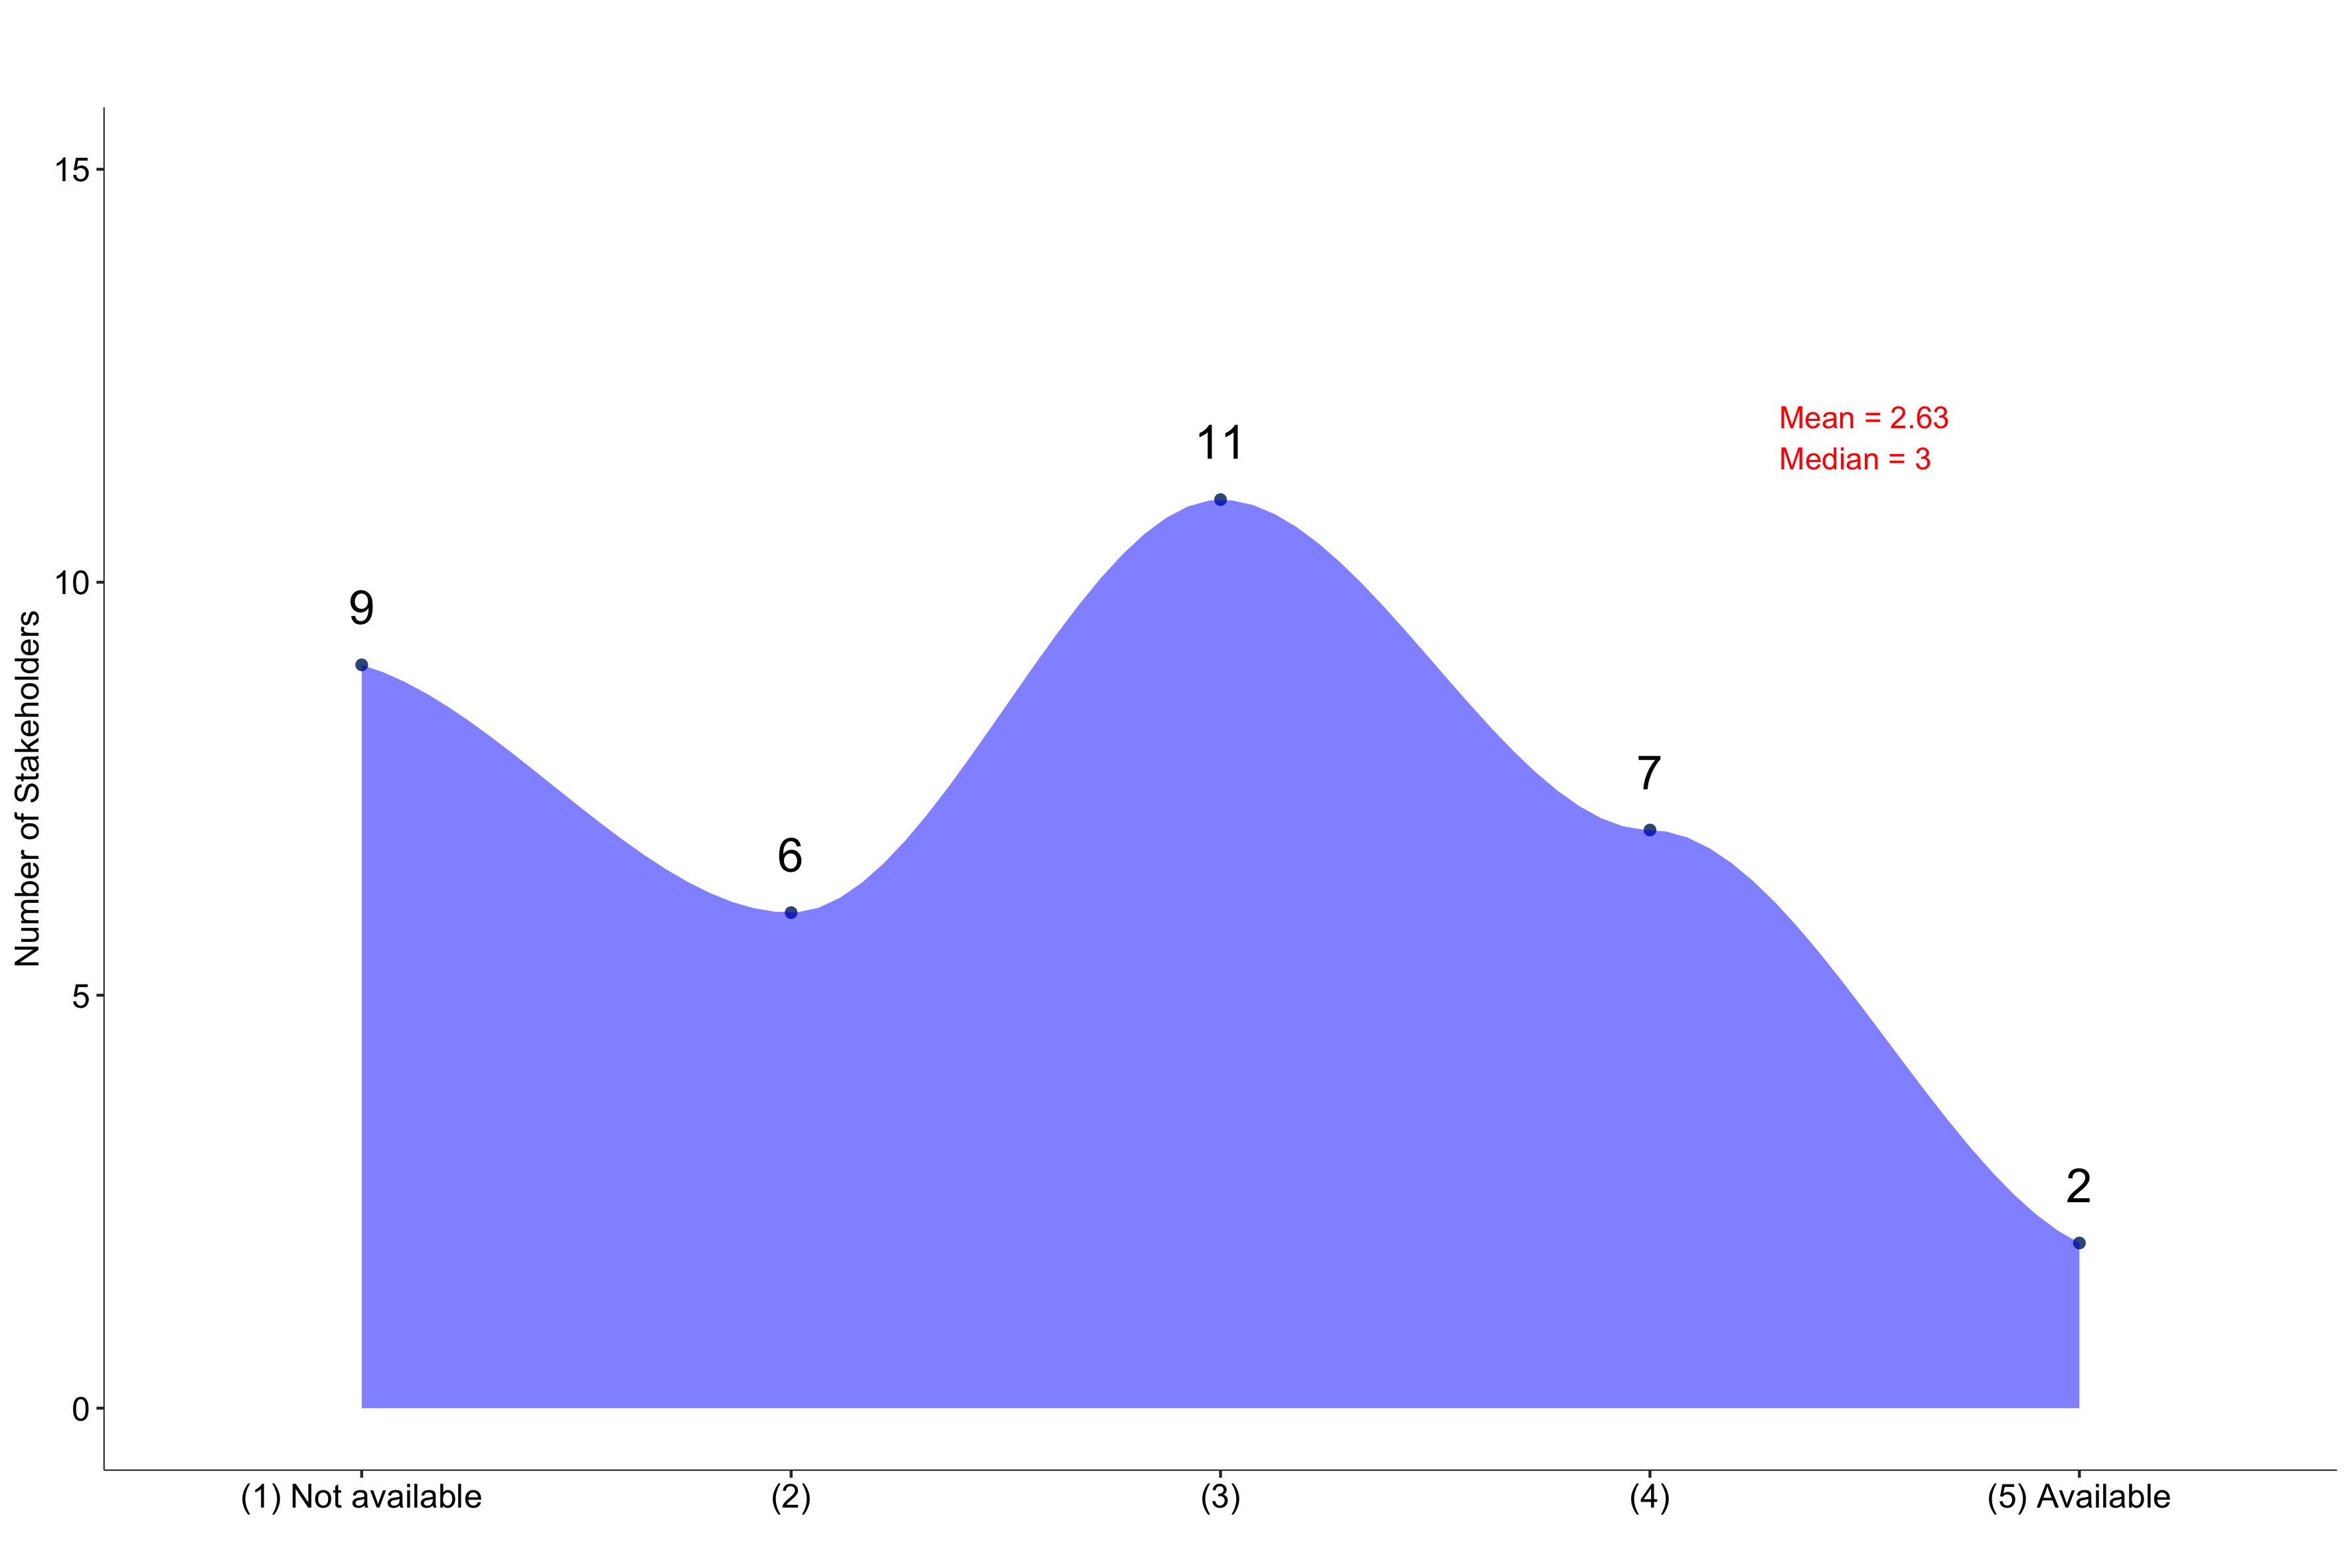 15
Mean = 2.63
11
Median = 3
10
9
7
6
5
2
0
Number of Stakeholders
(1) Not available
(2)
(3)
(4)
(5) Available